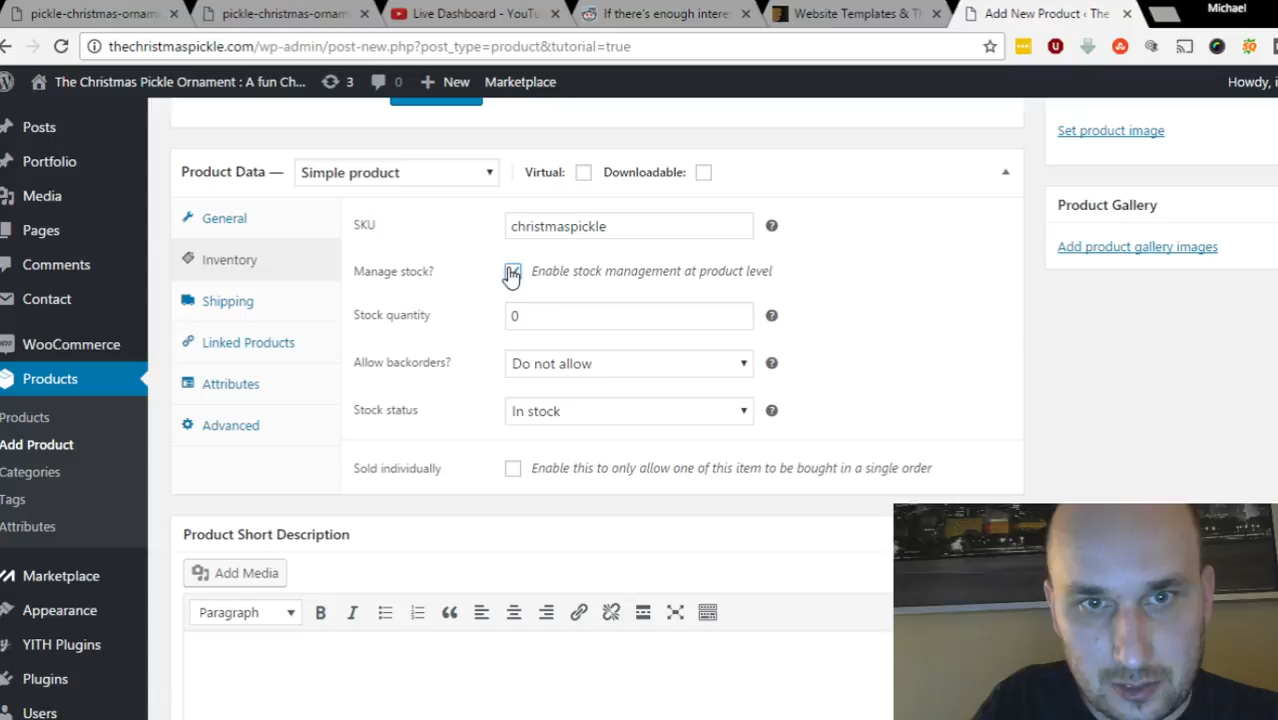 pickle-christmas-ornam
pickle-christmas-ornam
Live Dashboard - YouTu
If there's enough interes
Website Templates & T
Add New Product ‹ The
Michael
thechristmaspickle.com/wp-admin/post-new.php?post_type=product&tutorial=true
The Christmas Pickle Ornament : A fun Ch...
3
0
New
Marketplace
Howdy, i
Posts
Portfolio
Media
Pages
Comments
Contact
WooCommerce
Products
Products
Add Product
Categories
Tags
Attributes
Marketplace
Appearance
YITH Plugins
Plugins
Users
Product Data —
Simple product
Virtual:
Downloadable:
General
Inventory
Shipping
Linked Products
Attributes
Advanced
SKU
christmaspickle
Manage stock?
Enable stock management at product level
Stock quantity
0
Allow backorders?
Do not allow
Stock status
In stock
Sold individually
Enable this to only allow one of this item to be bought in a single order
Product Short Description
Add Media
Paragraph
B
I
Set product image
Product Gallery
Add product gallery images